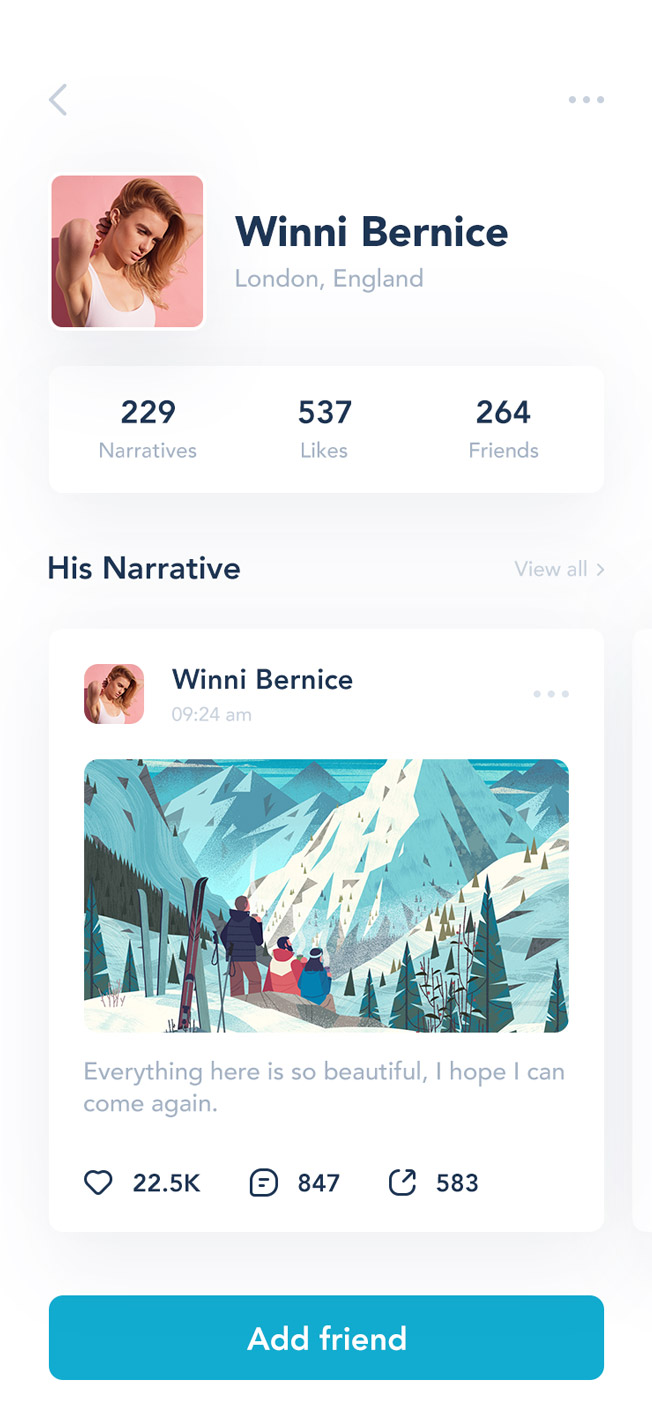 Winni Bernice
London, England
229
Narratives
537
Likes
264
Friends
His Narrative
View all
Winni Bernice
09:24 am
Everything here is so beautiful, I hope I can
come again.
22.5K
847
583
Add friend